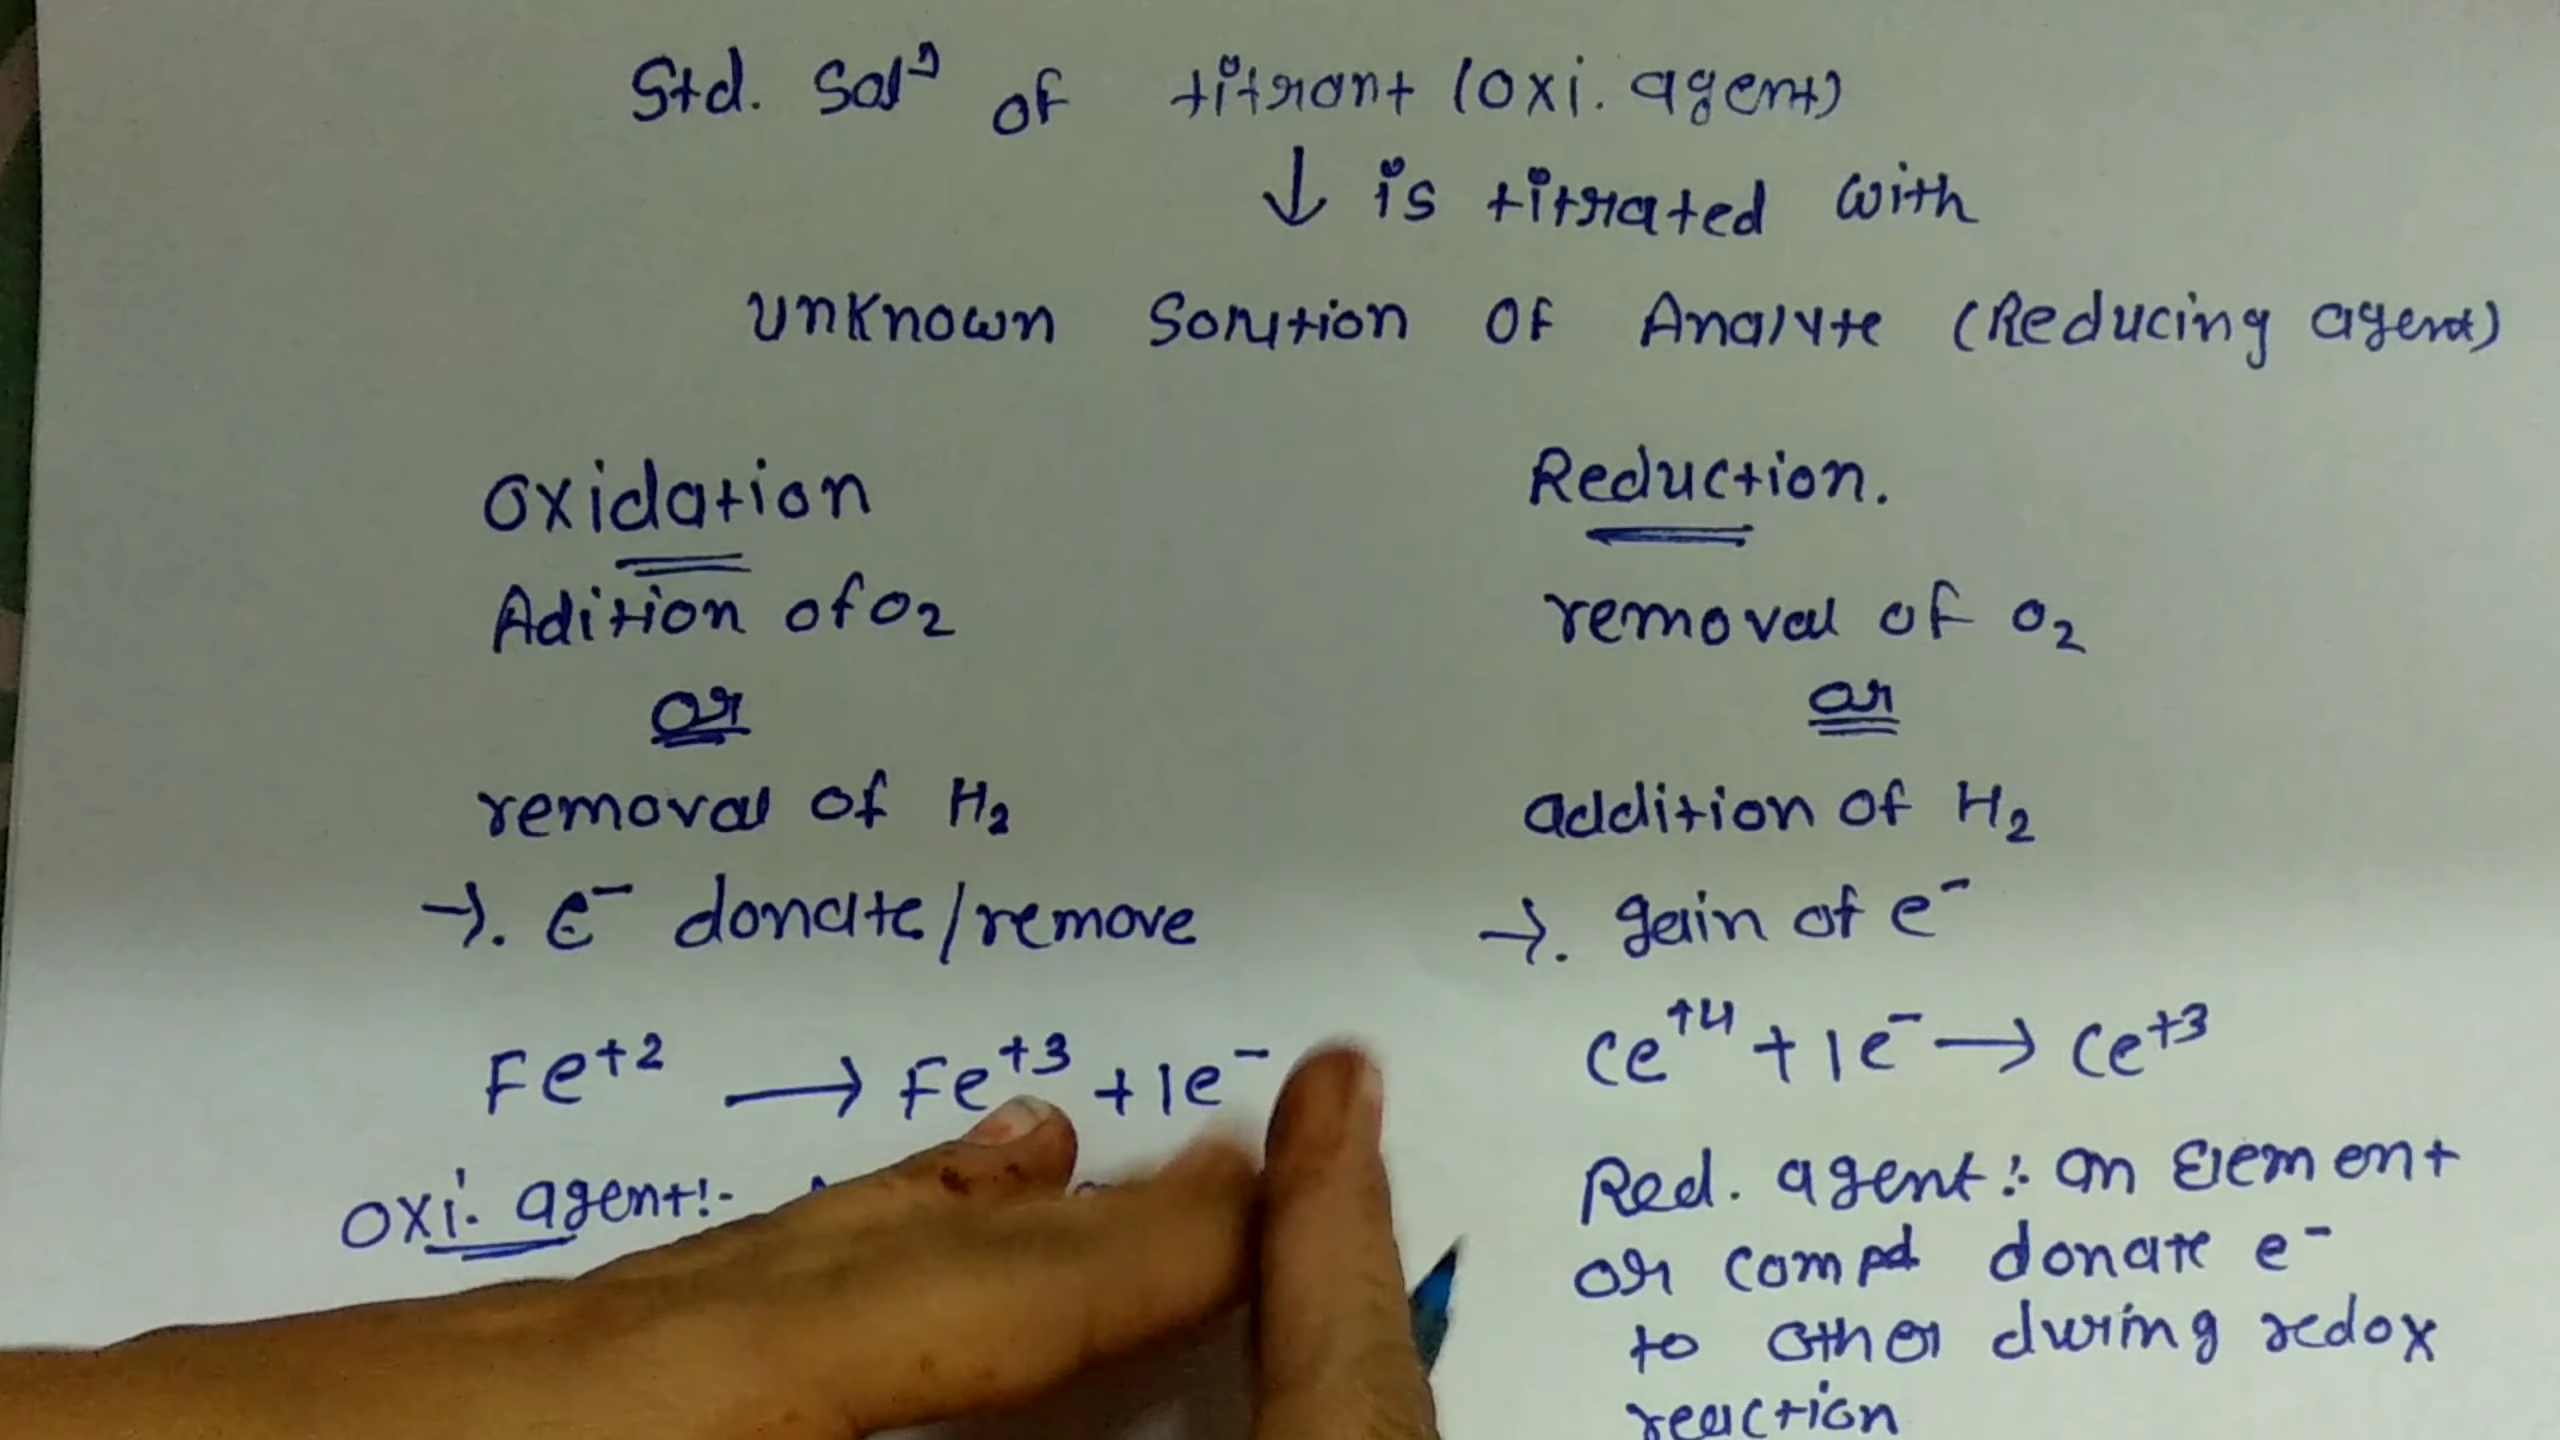 Std. Sol^n of titrant (oxi. agent)
↓ is titrated with
unknown Solution of Analyte (Reducing agent)
Oxidation
Adition of O2
or
removal of H2
→. e⁻ donate/remove
Fe⁺² → Fe⁺³ + 1e⁻
Oxi. agent:-
Reduction.
removal of O2
or
addition of H2
→. gain of e⁻
Ce⁺⁴ + 1e⁻ → Ce⁺³
Red. agent:- an Element
or compd donate e⁻
to other during redox
reaction